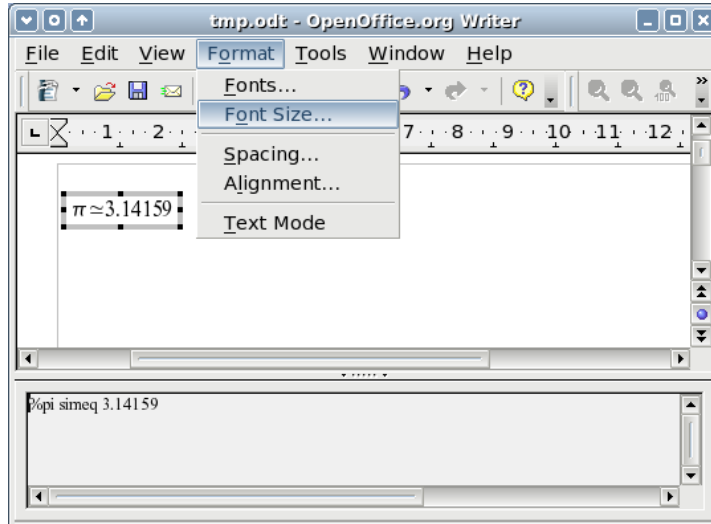 tmp.odt - OpenOffice.org Writer
File Edit View Format Tools Window Help
Fonts...
Font Size...
Spacing...
Alignment...
Text Mode
1 2 7 8 9 10 11 12
π≃3.14159
%pi simeq 3.14159